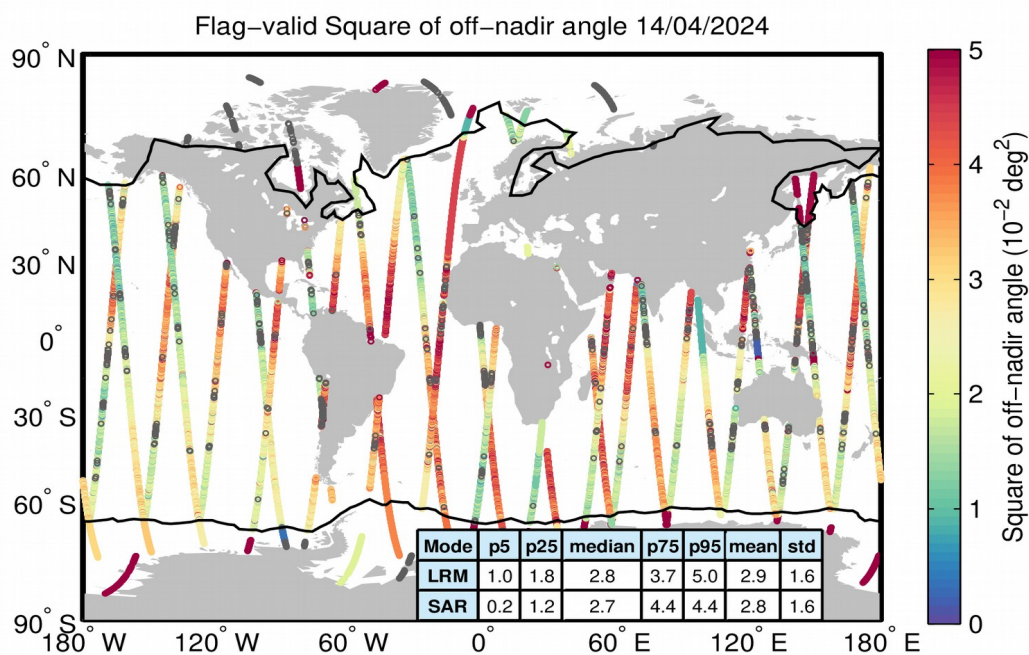 Flag−valid Square of off−nadir angle 14/04/2024
90° N
60° N
30° N
0°
30° S
60° S
90° S
180° W
120° W
60° W
0°
60° E
120° E
180° E
Mode p5 p25 median p75 p95 mean std
LRM 1.0 1.8 2.8 3.7 5.0 2.9 1.6
SAR 0.2 1.2 2.7 4.4 4.4 2.8 1.6
5
4
3
2
1
0
Square of off−nadir angle (10⁻² deg²)